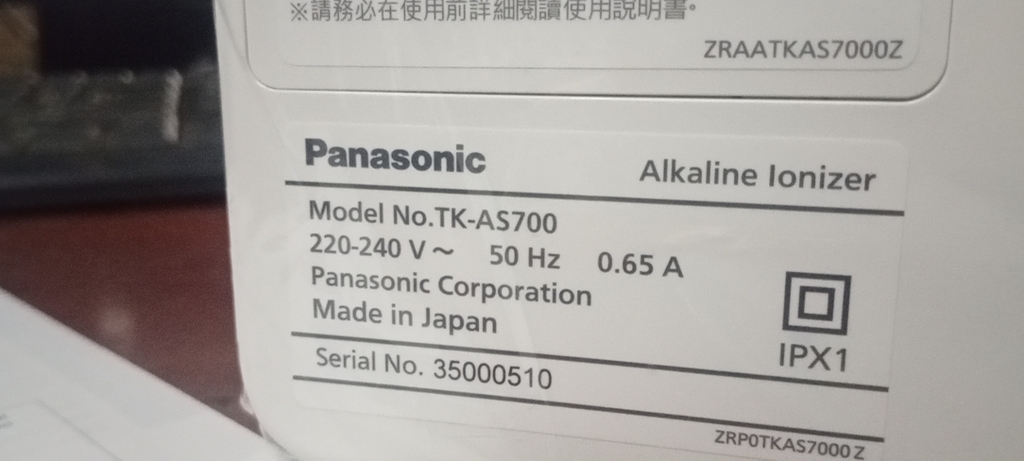 ※請務必在使用前詳細閱讀使用說明書。
ZRAATKAS7000Z
Panasonic
Alkaline Ionizer
Model No.TK-AS700
220-240 V～ 50 Hz 0.65 A
Panasonic Corporation
Made in Japan
IPX1
Serial No. 35000510
ZRP0TKAS7000Z